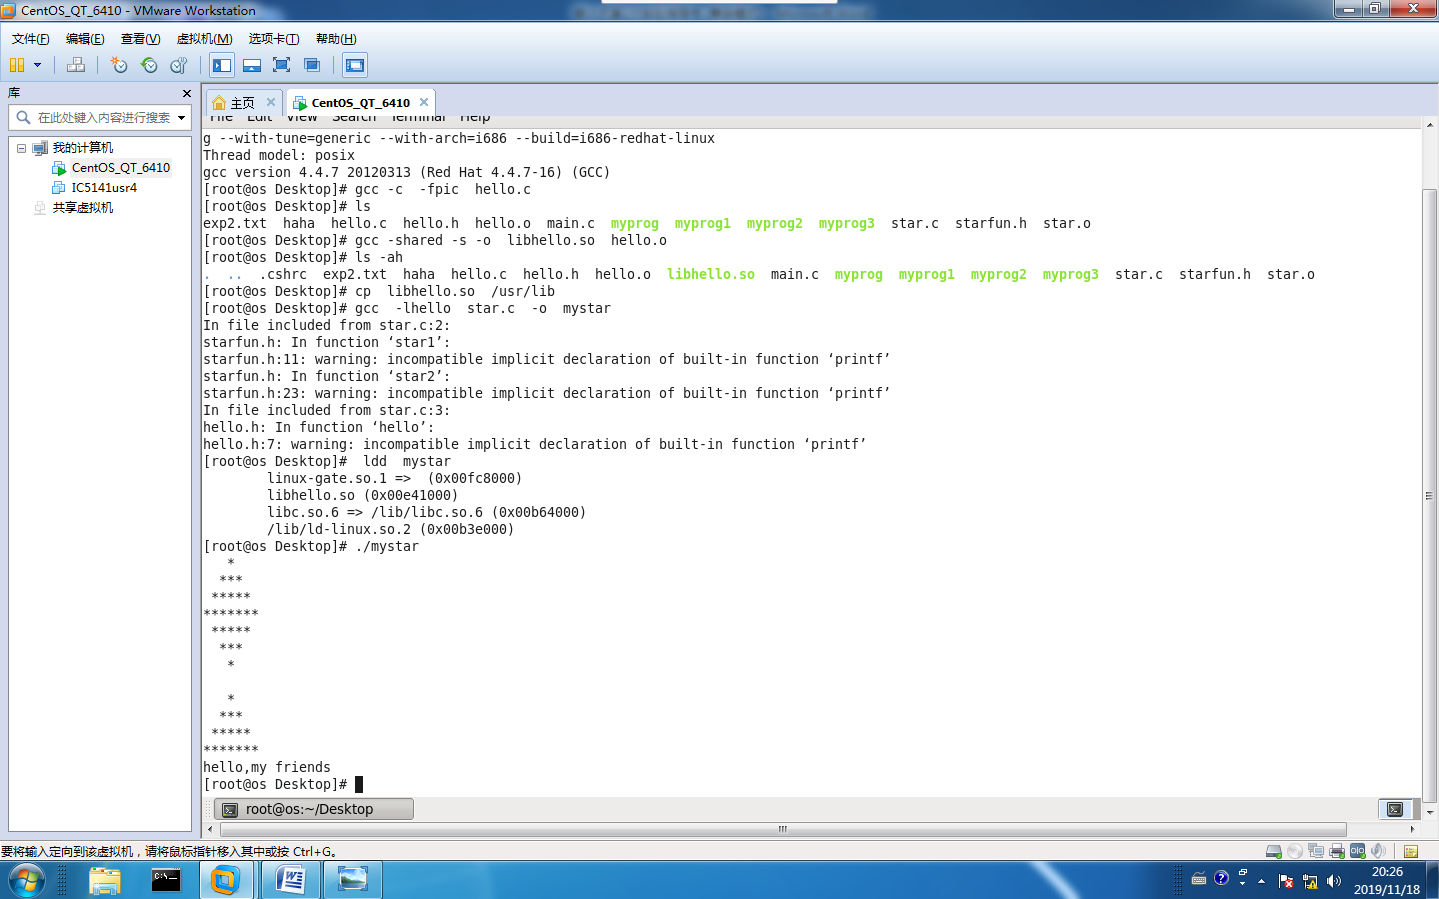 CentOS_QT_6410 - VMware Workstation
文件(F) 编辑(E) 查看(V) 虚拟机(M) 选项卡(T) 帮助(H)
库
在此处键入内容进行搜索
我的计算机
CentOS_QT_6410
IC5141usr4
共享虚拟机
主页
CentOS_QT_6410
File Edit View Search Terminal Help
g --with-tune=generic --with-arch=i686 --build=i686-redhat-linux
Thread model: posix
gcc version 4.4.7 20120313 (Red Hat 4.4.7-16) (GCC)
[root@os Desktop]# gcc -c  -fpic  hello.c
[root@os Desktop]# ls
exp2.txt  haha  hello.c  hello.h  hello.o  main.c  myprog  myprog1  myprog2  myprog3  star.c  starfun.h  star.o
[root@os Desktop]# gcc -shared -s -o  libhello.so  hello.o
[root@os Desktop]# ls -ah
.  ..  .cshrc  exp2.txt  haha  hello.c  hello.h  hello.o  libhello.so  main.c  myprog  myprog1  myprog2  myprog3  star.c  starfun.h  star.o
[root@os Desktop]# cp  libhello.so  /usr/lib
[root@os Desktop]# gcc  -lhello  star.c  -o  mystar
In file included from star.c:2:
starfun.h: In function ‘star1’:
starfun.h:11: warning: incompatible implicit declaration of built-in function ‘printf’
starfun.h: In function ‘star2’:
starfun.h:23: warning: incompatible implicit declaration of built-in function ‘printf’
In file included from star.c:3:
hello.h: In function ‘hello’:
hello.h:7: warning: incompatible implicit declaration of built-in function ‘printf’
[root@os Desktop]#  ldd  mystar
        linux-gate.so.1 =>  (0x00fc8000)
        libhello.so (0x00e41000)
        libc.so.6 => /lib/libc.so.6 (0x00b64000)
        /lib/ld-linux.so.2 (0x00b3e000)
[root@os Desktop]# ./mystar
   *
  ***
 *****
*******
 *****
  ***
   *
   *
  ***
 *****
*******
hello,my friends
[root@os Desktop]#
root@os:~/Desktop
要将输入定向到该虚拟机，请将鼠标指针移入其中或按 Ctrl+G。
20:26
2019/11/18